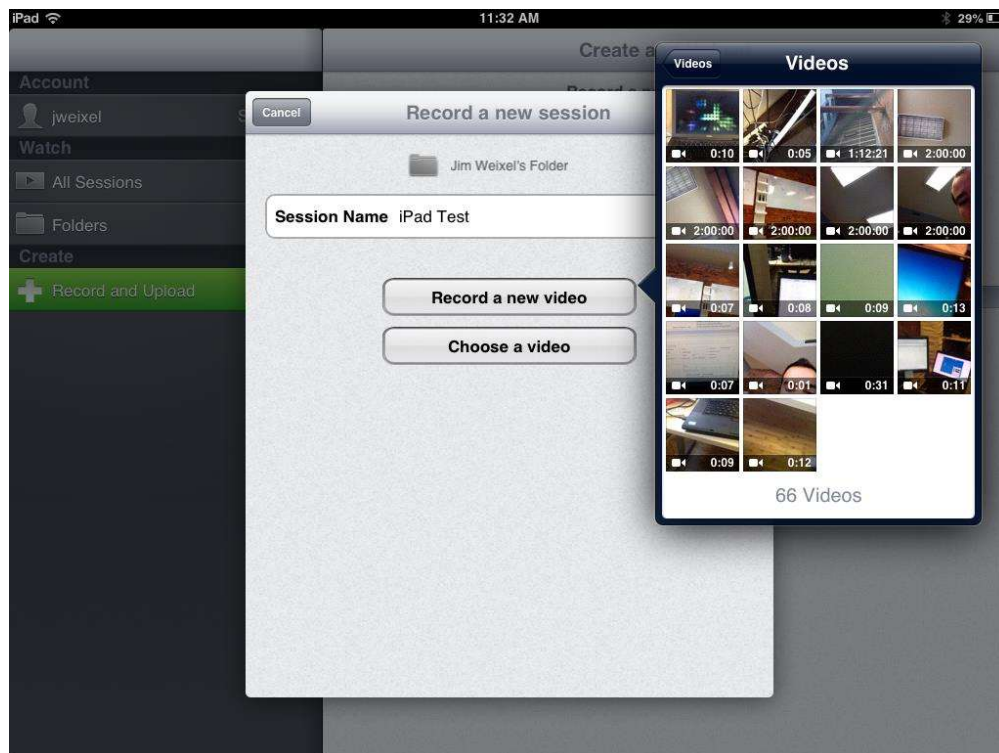 iPad
11:32 AM
29%
Create a
Account
jweixel
S
Watch
All Sessions
Folders
Create
Record and Upload
Cancel
Record a new session
Jim Weixel's Folder
Session Name iPad Test
Record a new video
Choose a video
Videos
Videos
0:10 0:05 1:12:21 2:00:00
2:00:00 2:00:00 2:00:00 2:00:00
0:07 0:08 0:09 0:13
0:07 0:01 0:31 0:11
0:09 0:12
66 Videos